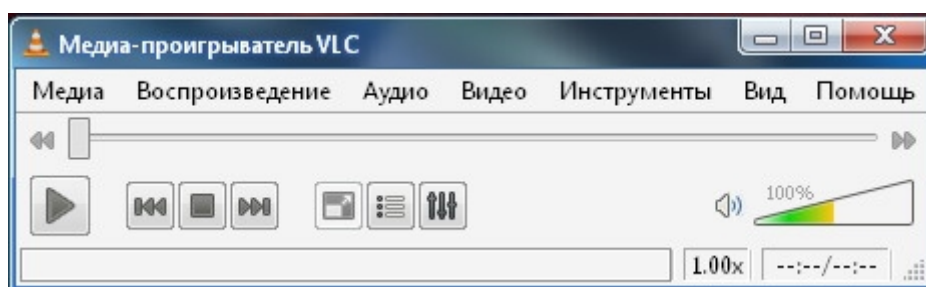 Медиа-проигрыватель VLC
Медиа Воспроизведение Аудио Видео Инструменты Вид Помощь
100%
1.00x --:--/--:--